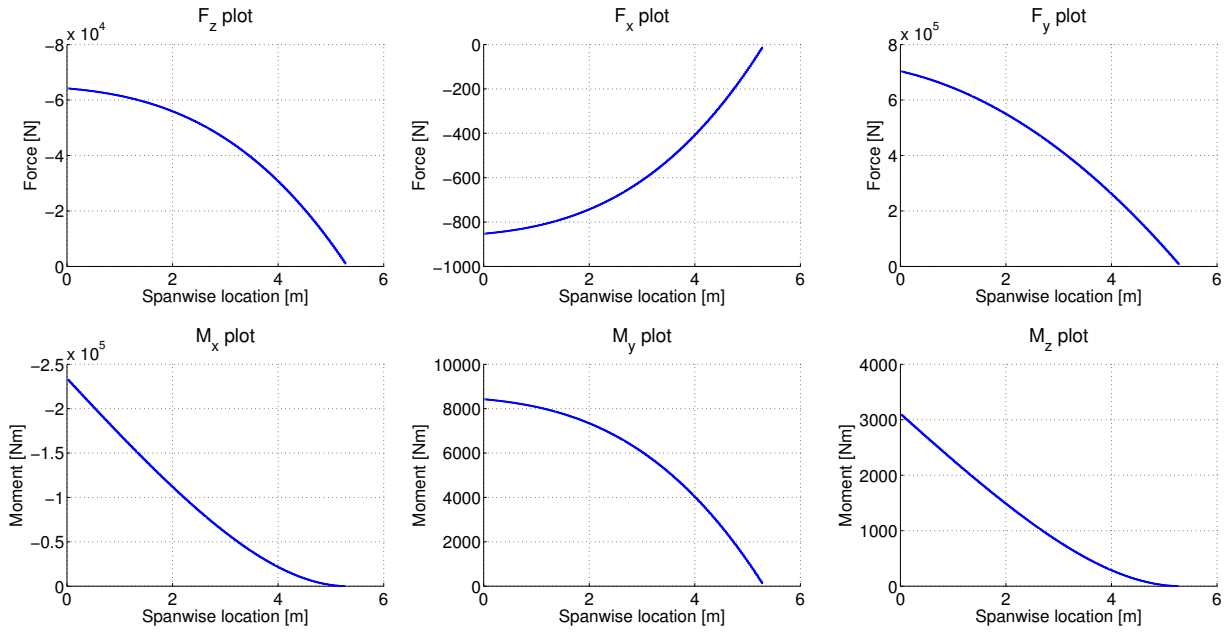 F_z plot
x 10^4
−8
−6
−4
−2
0
0 2 4 6
Force [N]
Spanwise location [m]
F_x plot
0
−200
−400
−600
−800
−1000
0 2 4 6
Force [N]
Spanwise location [m]
F_y plot
x 10^5
8
6
4
2
0
0 2 4 6
Force [N]
Spanwise location [m]
M_x plot
x 10^5
−2.5
−2
−1.5
−1
−0.5
0
0 2 4 6
Moment [Nm]
Spanwise location [m]
M_y plot
10000
8000
6000
4000
2000
0
0 2 4 6
Moment [Nm]
Spanwise location [m]
M_z plot
4000
3000
2000
1000
0
0 2 4 6
Moment [Nm]
Spanwise location [m]